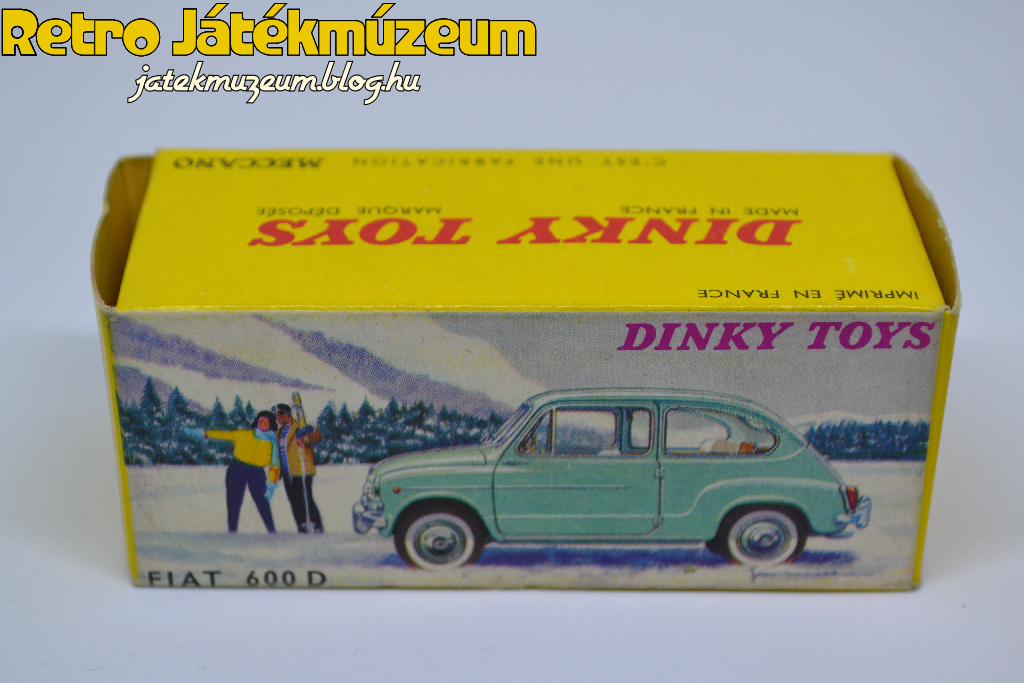 Retro Játékmúzeum
jatekmuzeum.blog.hu
C'EST UNE FABRICATION MECCANO
MADE IN FRANCE MARQUE DÉPOSÉE
DINKY TOYS
IMPRIMÉ EN FRANCE
DINKY TOYS
FIAT 600 D